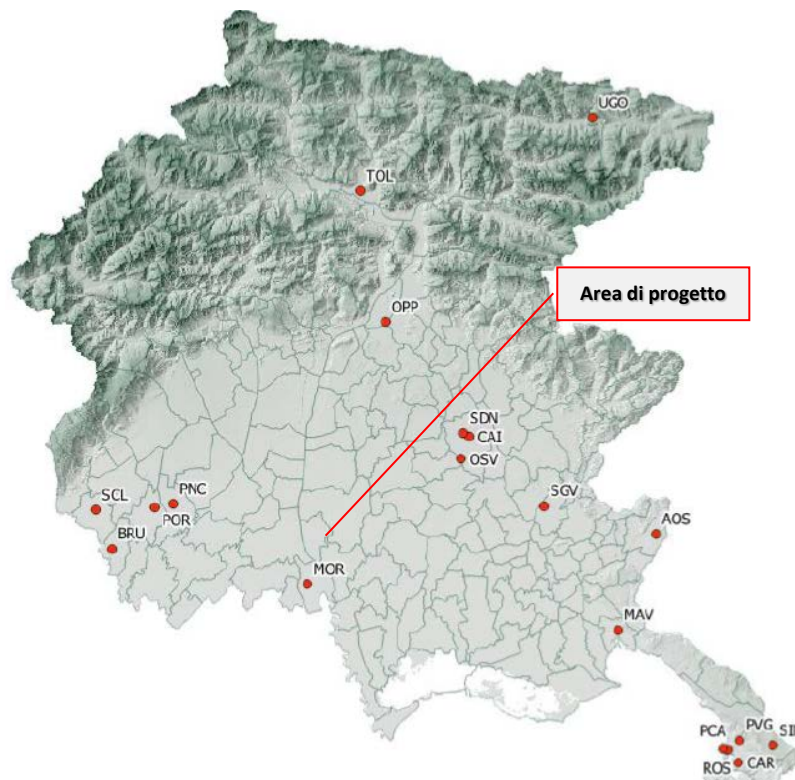 UGO
TOL
Area di progetto
OPP
SDN
CAI
OSV
SCL
PNC
POR
SGV
BRU
AOS
MOR
MAV
PCA
PVG
SI
ROS
CAR